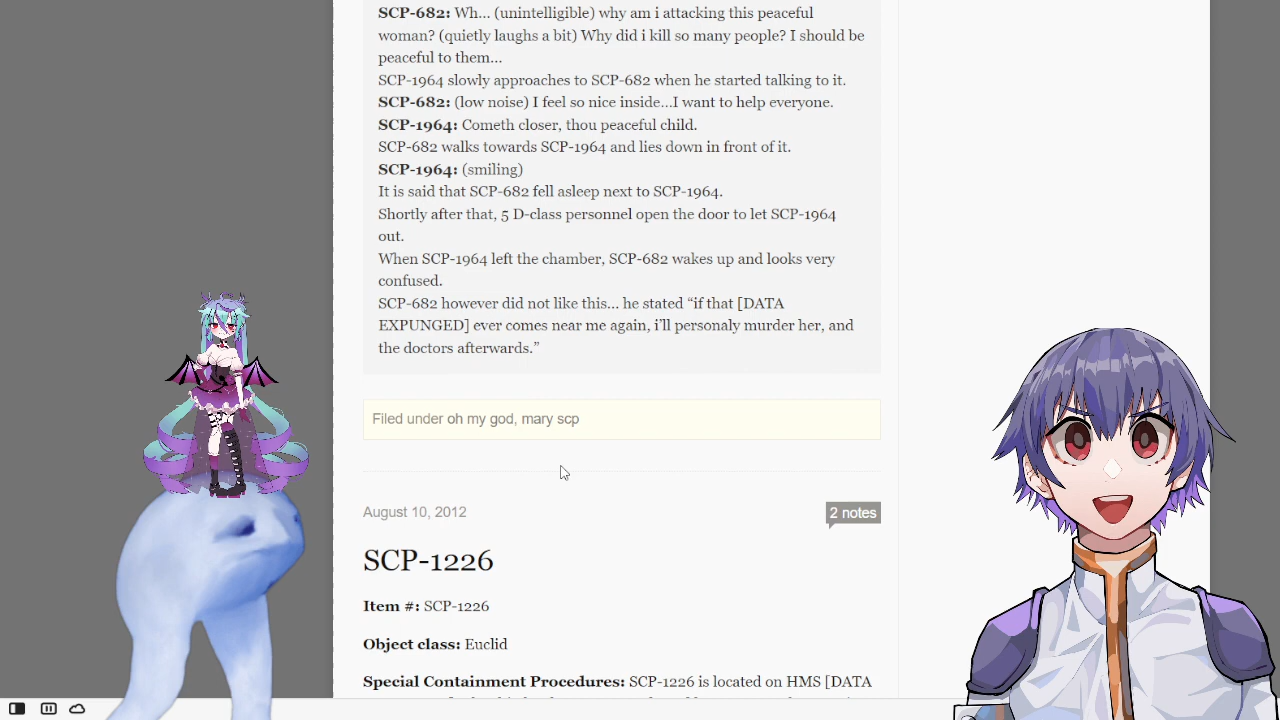 SCP-682: Wh... (unintelligible) why am i attacking this peaceful
woman? (quietly laughs a bit) Why did i kill so many people? I should be
peaceful to them...
SCP-1964 slowly approaches to SCP-682 when he started talking to it.
SCP-682: (low noise) I feel so nice inside...I want to help everyone.
SCP-1964: Cometh closer, thou peaceful child.
SCP-682 walks towards SCP-1964 and lies down in front of it.
SCP-1964: (smiling)
It is said that SCP-682 fell asleep next to SCP-1964.
Shortly after that, 5 D-class personnel open the door to let SCP-1964
out.
When SCP-1964 left the chamber, SCP-682 wakes up and looks very
confused.
SCP-682 however did not like this... he stated “if that [DATA
EXPUNGED] ever comes near me again, i’ll personaly murder her, and
the doctors afterwards.”
Filed under oh my god, mary scp
August 10, 2012
2 notes
SCP-1226
Item #: SCP-1226
Object class: Euclid
Special Containment Procedures: SCP-1226 is located on HMS [DATA